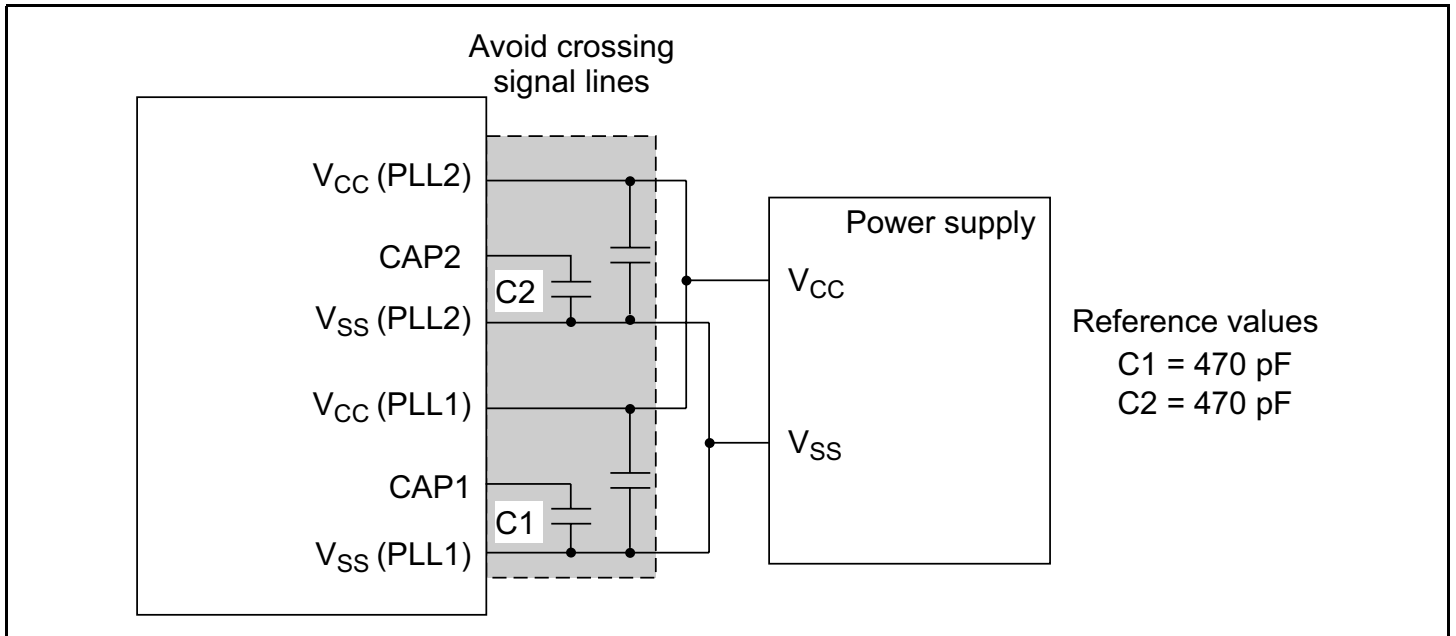 Avoid crossing
signal lines
VCC (PLL2)
CAP2
C2
VSS (PLL2)
VCC (PLL1)
CAP1
C1
VSS (PLL1)
Power supply
VCC
VSS
Reference values
C1 = 470 pF
C2 = 470 pF